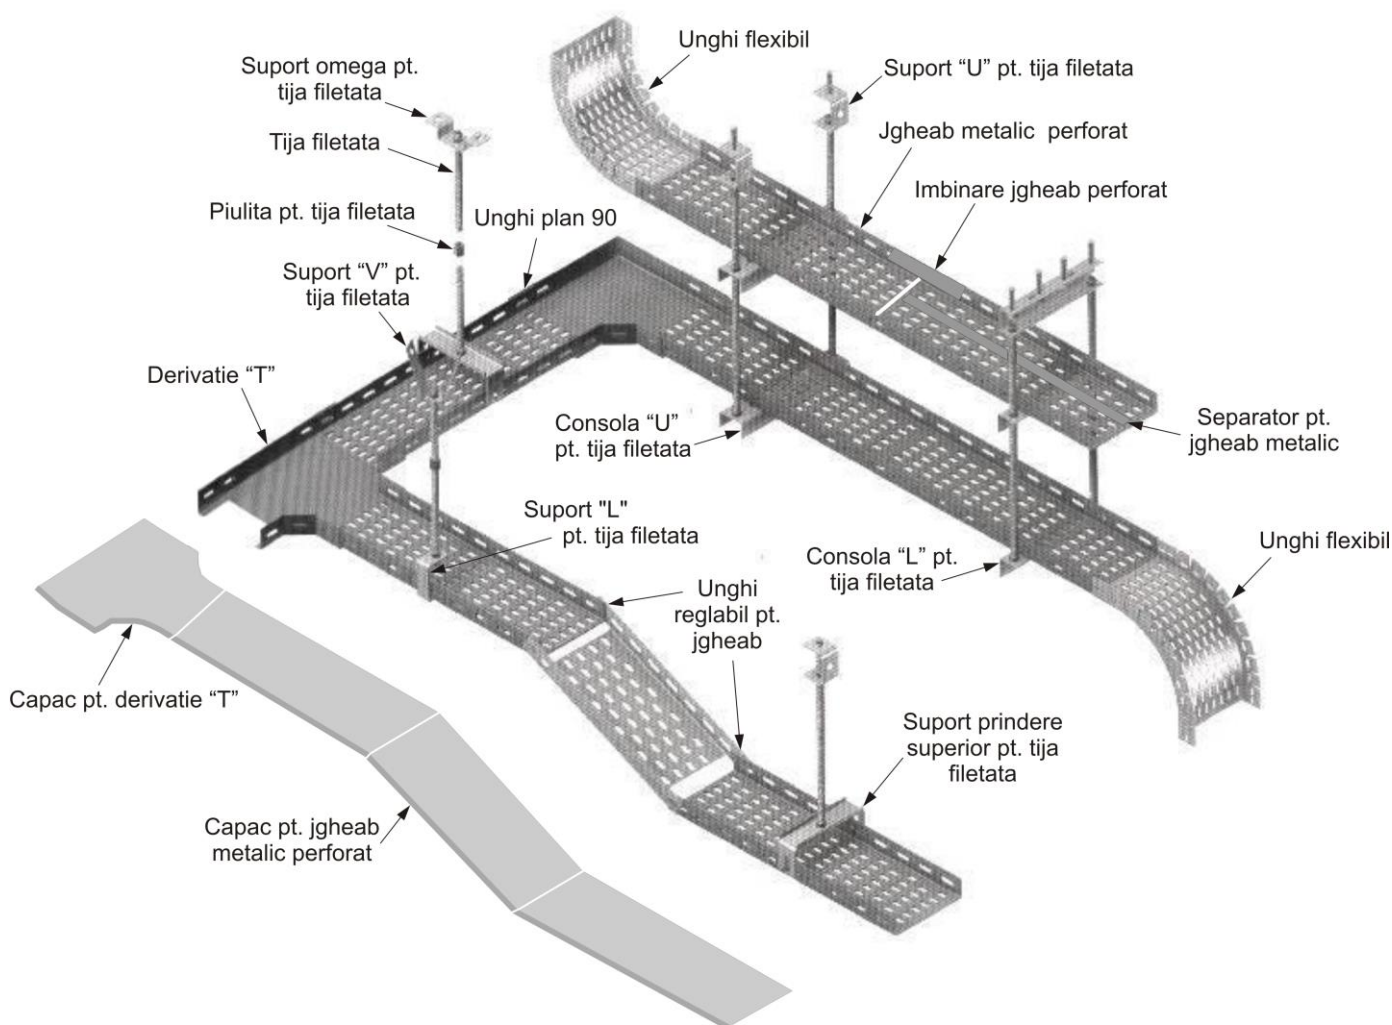 Unghi flexibil
Suport omega pt.
tija filetata
Suport “U” pt. tija filetata
Tija filetata
Jgheab metalic  perforat
Imbinare jgheab perforat
Piulita pt. tija filetata
Unghi plan 90
Suport “V” pt.
tija filetata
Derivatie “T”
Consola “U”
pt. tija filetata
Separator pt.
jgheab metalic
Suport "L"
pt. tija filetata
Unghi flexibil
Consola “L” pt.
tija filetata
Unghi
reglabil pt.
jgheab
Capac pt. derivatie “T”
Suport prindere
superior pt. tija
filetata
Capac pt. jgheab
metalic perforat